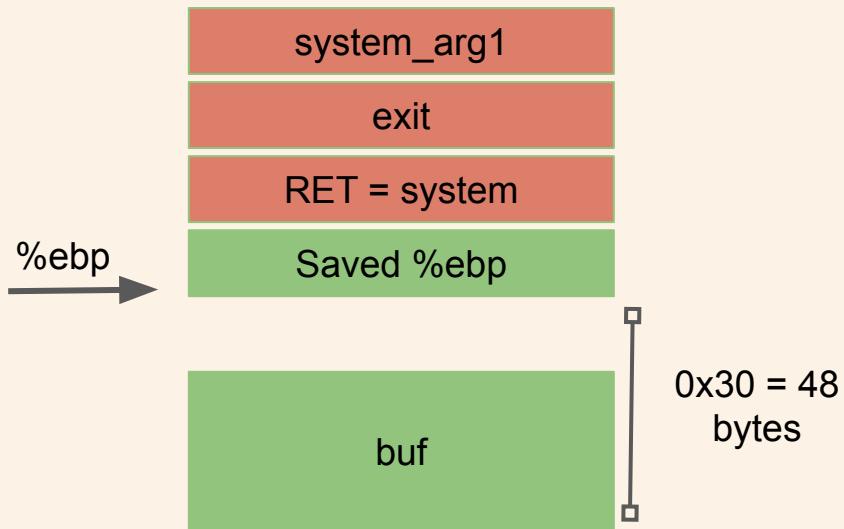 system_arg1
exit
RET = system
%ebp
Saved %ebp
0x30 = 48
bytes
buf